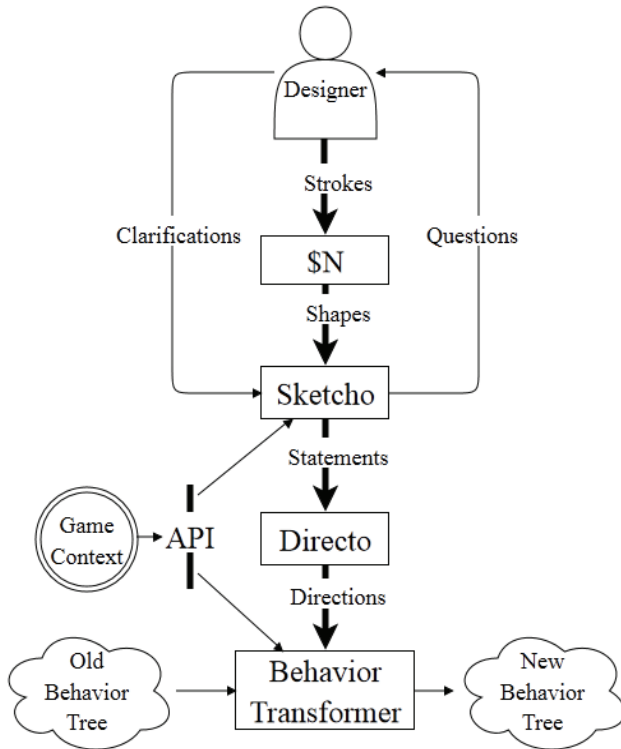 Designer
Strokes
Clarifications
Questions
$N
Shapes
Sketcho
Statements
Game
Context
API
Directo
Directions
Old
Behavior
Tree
Behavior
Transformer
New
Behavior
Tree